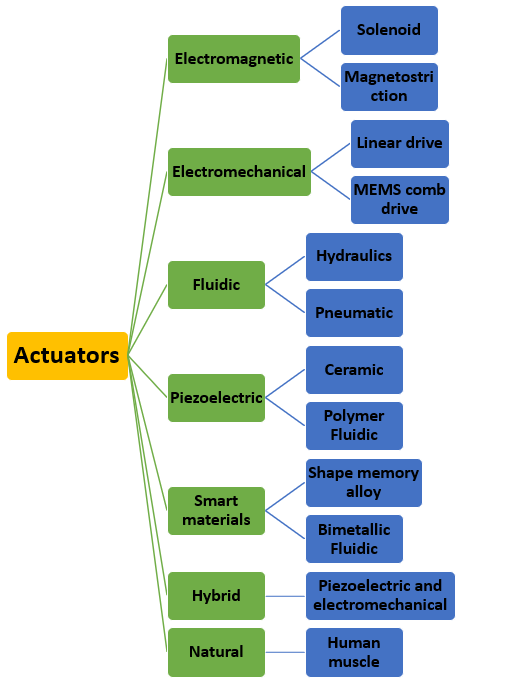 Actuators
Electromagnetic
Solenoid
Magnetostri
ction
Electromechanical
Linear drive
MEMS comb
drive
Fluidic
Hydraulics
Pneumatic
Piezoelectric
Ceramic
Polymer
Fluidic
Smart
materials
Shape memory
alloy
Bimetallic
Fluidic
Hybrid
Piezoelectric and
electromechanical
Natural
Human
muscle